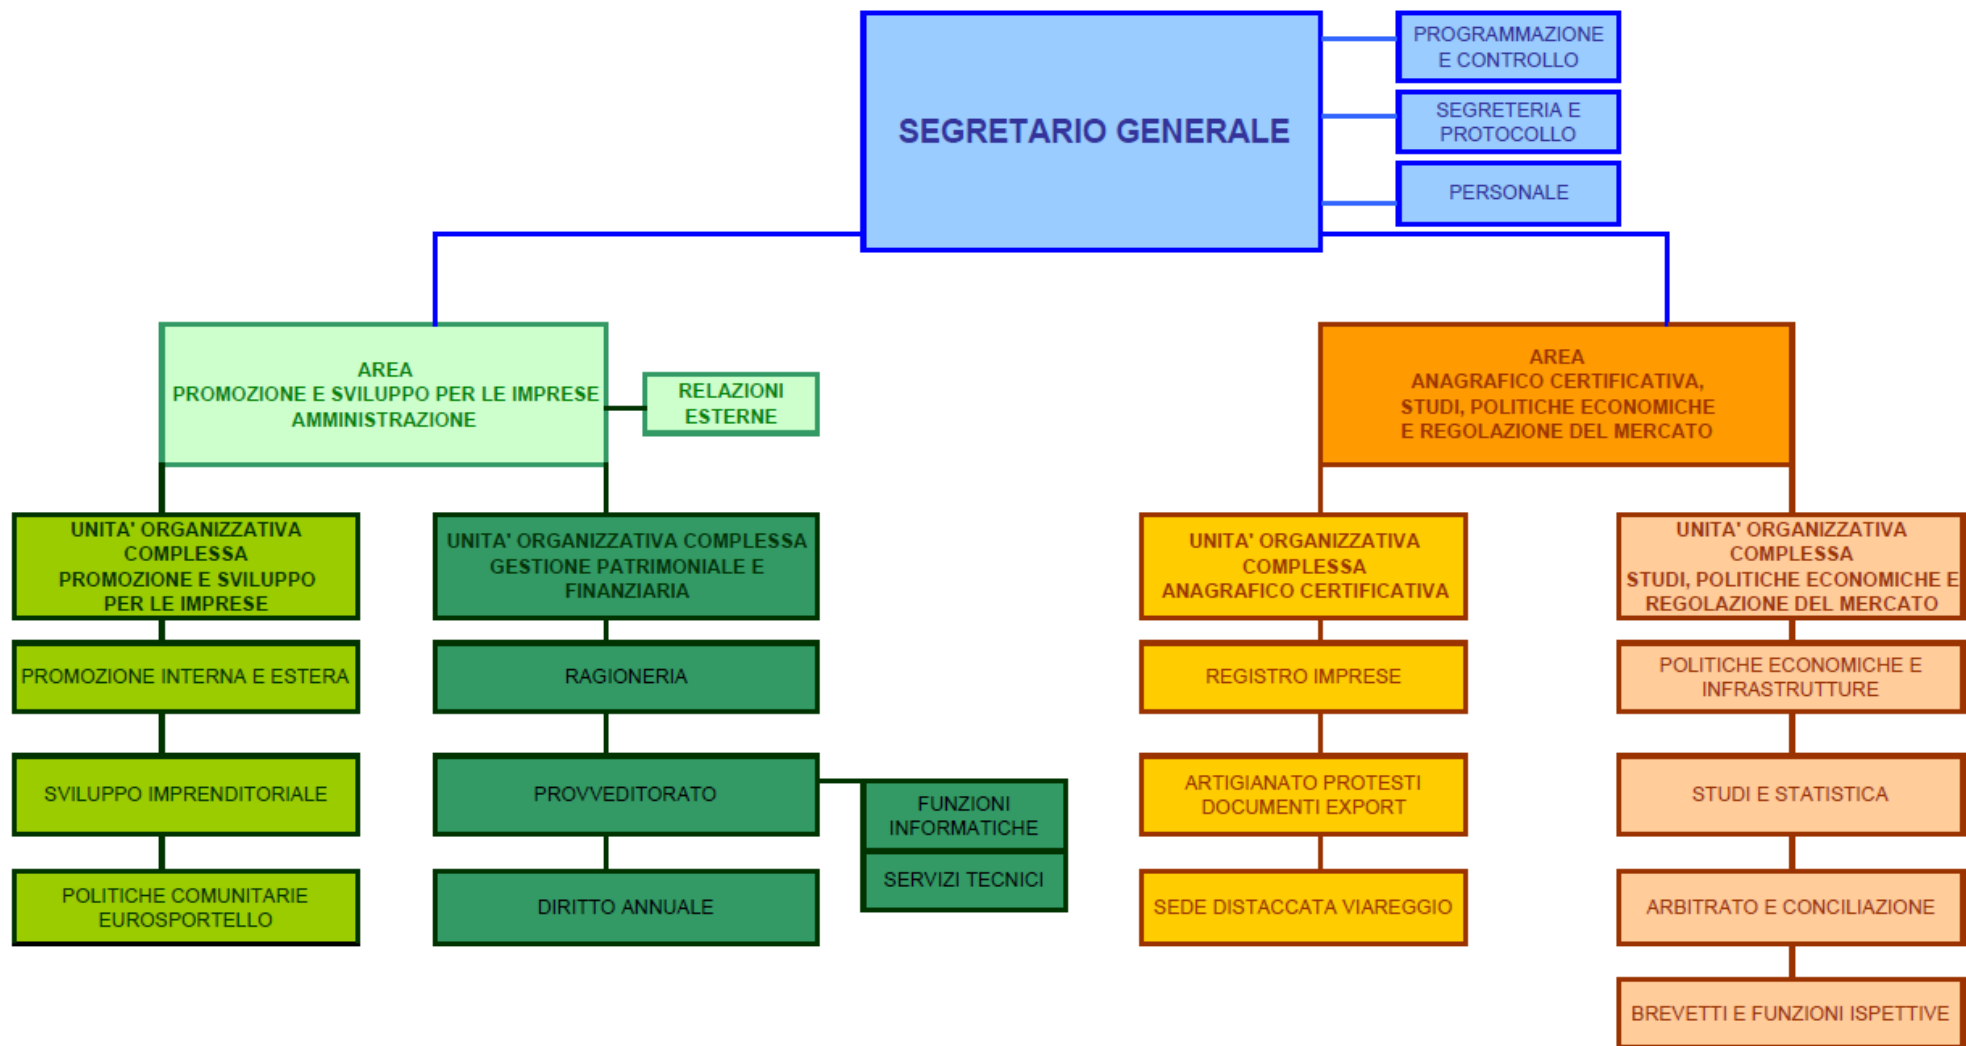 SEGRETARIO GENERALE
PROGRAMMAZIONE
E CONTROLLO
SEGRETERIA E
PROTOCOLLO
PERSONALE
AREA
PROMOZIONE E SVILUPPO PER LE IMPRESE
AMMINISTRAZIONE
RELAZIONI
ESTERNE
AREA
ANAGRAFICO CERTIFICATIVA,
STUDI, POLITICHE ECONOMICHE
E REGOLAZIONE DEL MERCATO
UNITA' ORGANIZZATIVA
COMPLESSA
PROMOZIONE E SVILUPPO
PER LE IMPRESE
PROMOZIONE INTERNA E ESTERA
SVILUPPO IMPRENDITORIALE
POLITICHE COMUNITARIE
EUROSPORTELLO
UNITA' ORGANIZZATIVA COMPLESSA
GESTIONE PATRIMONIALE E
FINANZIARIA
RAGIONERIA
PROVVEDITORATO
FUNZIONI
INFORMATICHE
SERVIZI TECNICI
DIRITTO ANNUALE
UNITA' ORGANIZZATIVA
COMPLESSA
ANAGRAFICO CERTIFICATIVA
REGISTRO IMPRESE
ARTIGIANATO PROTESTI
DOCUMENTI EXPORT
SEDE DISTACCATA VIAREGGIO
UNITA' ORGANIZZATIVA
COMPLESSA
STUDI, POLITICHE ECONOMICHE E
REGOLAZIONE DEL MERCATO
POLITICHE ECONOMICHE E
INFRASTRUTTURE
STUDI E STATISTICA
ARBITRATO E CONCILIAZIONE
BREVETTI E FUNZIONI ISPETTIVE